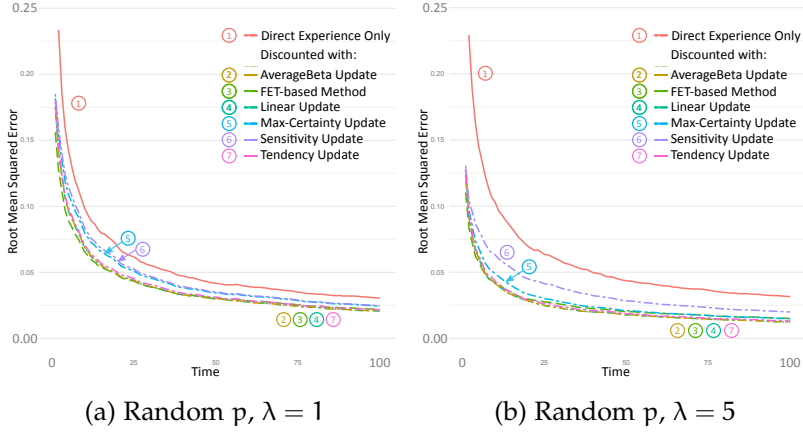 0.25
0.20
0.15
0.10
0.05
0.00
Root Mean Squared Error
1 Direct Experience Only
Discounted with:
2 AverageBeta Update
3 FET-based Method
4 Linear Update
5 Max-Certainty Update
6 Sensitivity Update
7 Tendency Update
1
5
6
2 3 4 7
0 25 50 75 100
Time
(a) Random p, λ = 1
0.25
0.20
0.15
0.10
0.05
0.00
Root Mean Squared Error
1 Direct Experience Only
Discounted with:
2 AverageBeta Update
3 FET-based Method
4 Linear Update
5 Max-Certainty Update
6 Sensitivity Update
7 Tendency Update
1
6
5
2 3 4 7
0 25 50 75 100
Time
(b) Random p, λ = 5